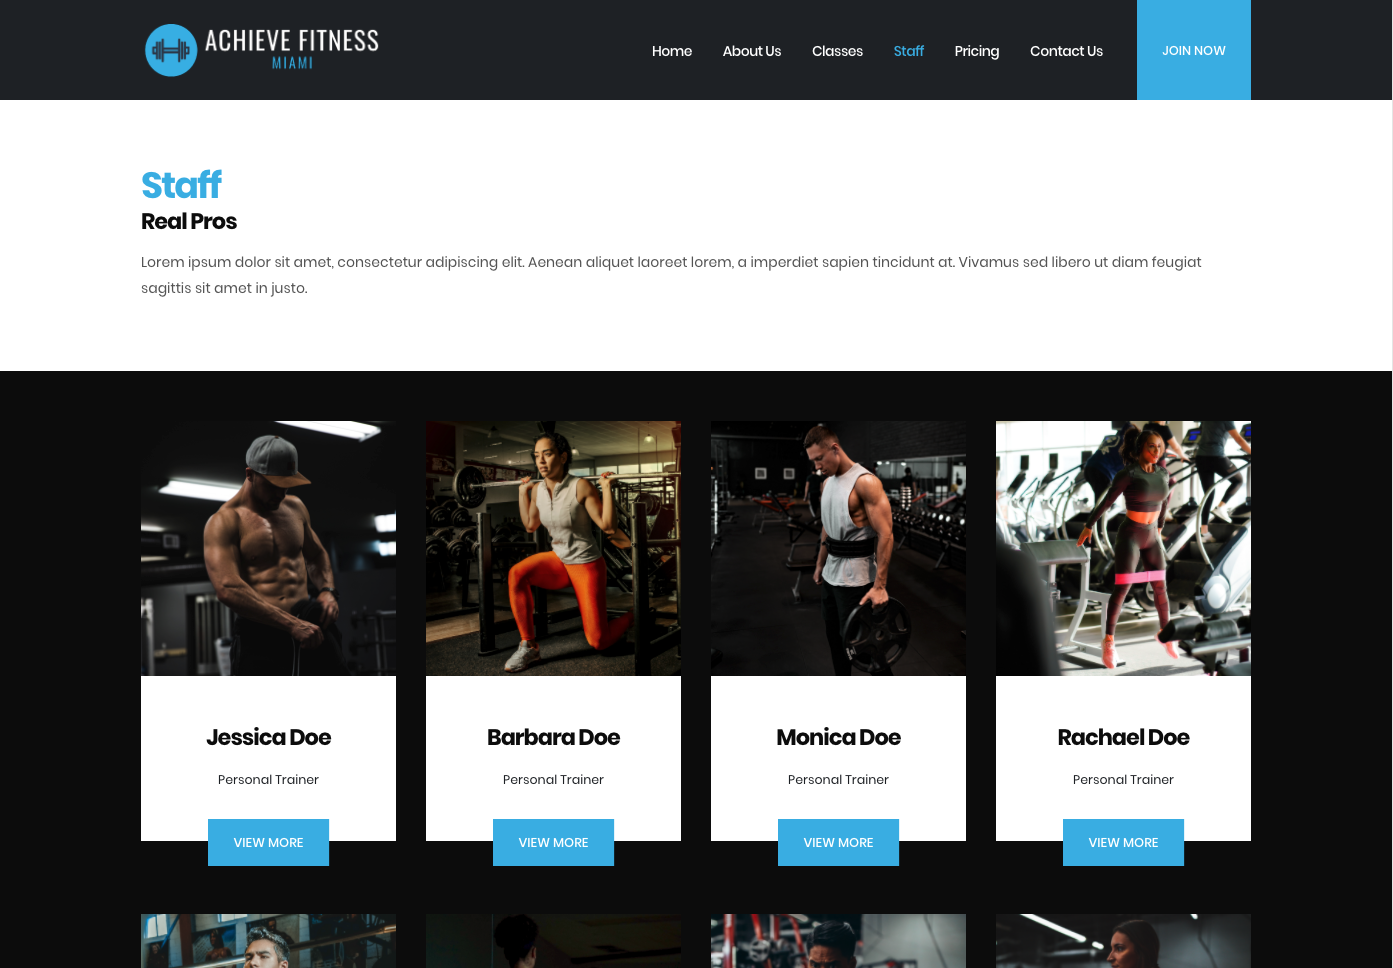 ACHIEVE FITNESS
MIAMI
Home
About Us
Classes
Staff
Pricing
Contact Us
JOIN NOW
Staff
Real Pros
Lorem ipsum dolor sit amet, consectetur adipiscing elit. Aenean aliquet laoreet lorem, a imperdiet sapien tincidunt at. Vivamus sed libero ut diam feugiat
sagittis sit amet in justo.
Jessica Doe
Personal Trainer
VIEW MORE
Barbara Doe
Personal Trainer
VIEW MORE
Monica Doe
Personal Trainer
VIEW MORE
Rachael Doe
Personal Trainer
VIEW MORE